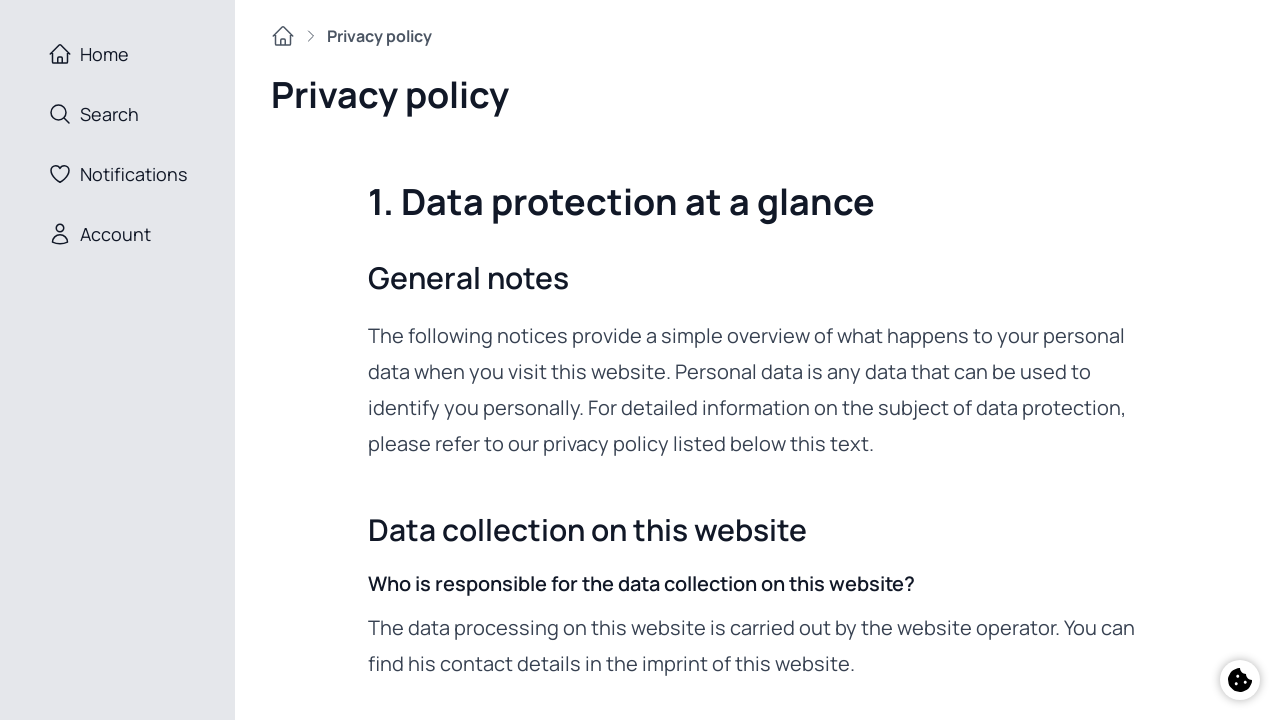 Home
Search
Notifications
Account
Privacy policy
Privacy policy
1. Data protection at a glance
General notes
The following notices provide a simple overview of what happens to your personal
data when you visit this website. Personal data is any data that can be used to
identify you personally. For detailed information on the subject of data protection,
please refer to our privacy policy listed below this text.
Data collection on this website
Who is responsible for the data collection on this website?
The data processing on this website is carried out by the website operator. You can
find his contact details in the imprint of this website.